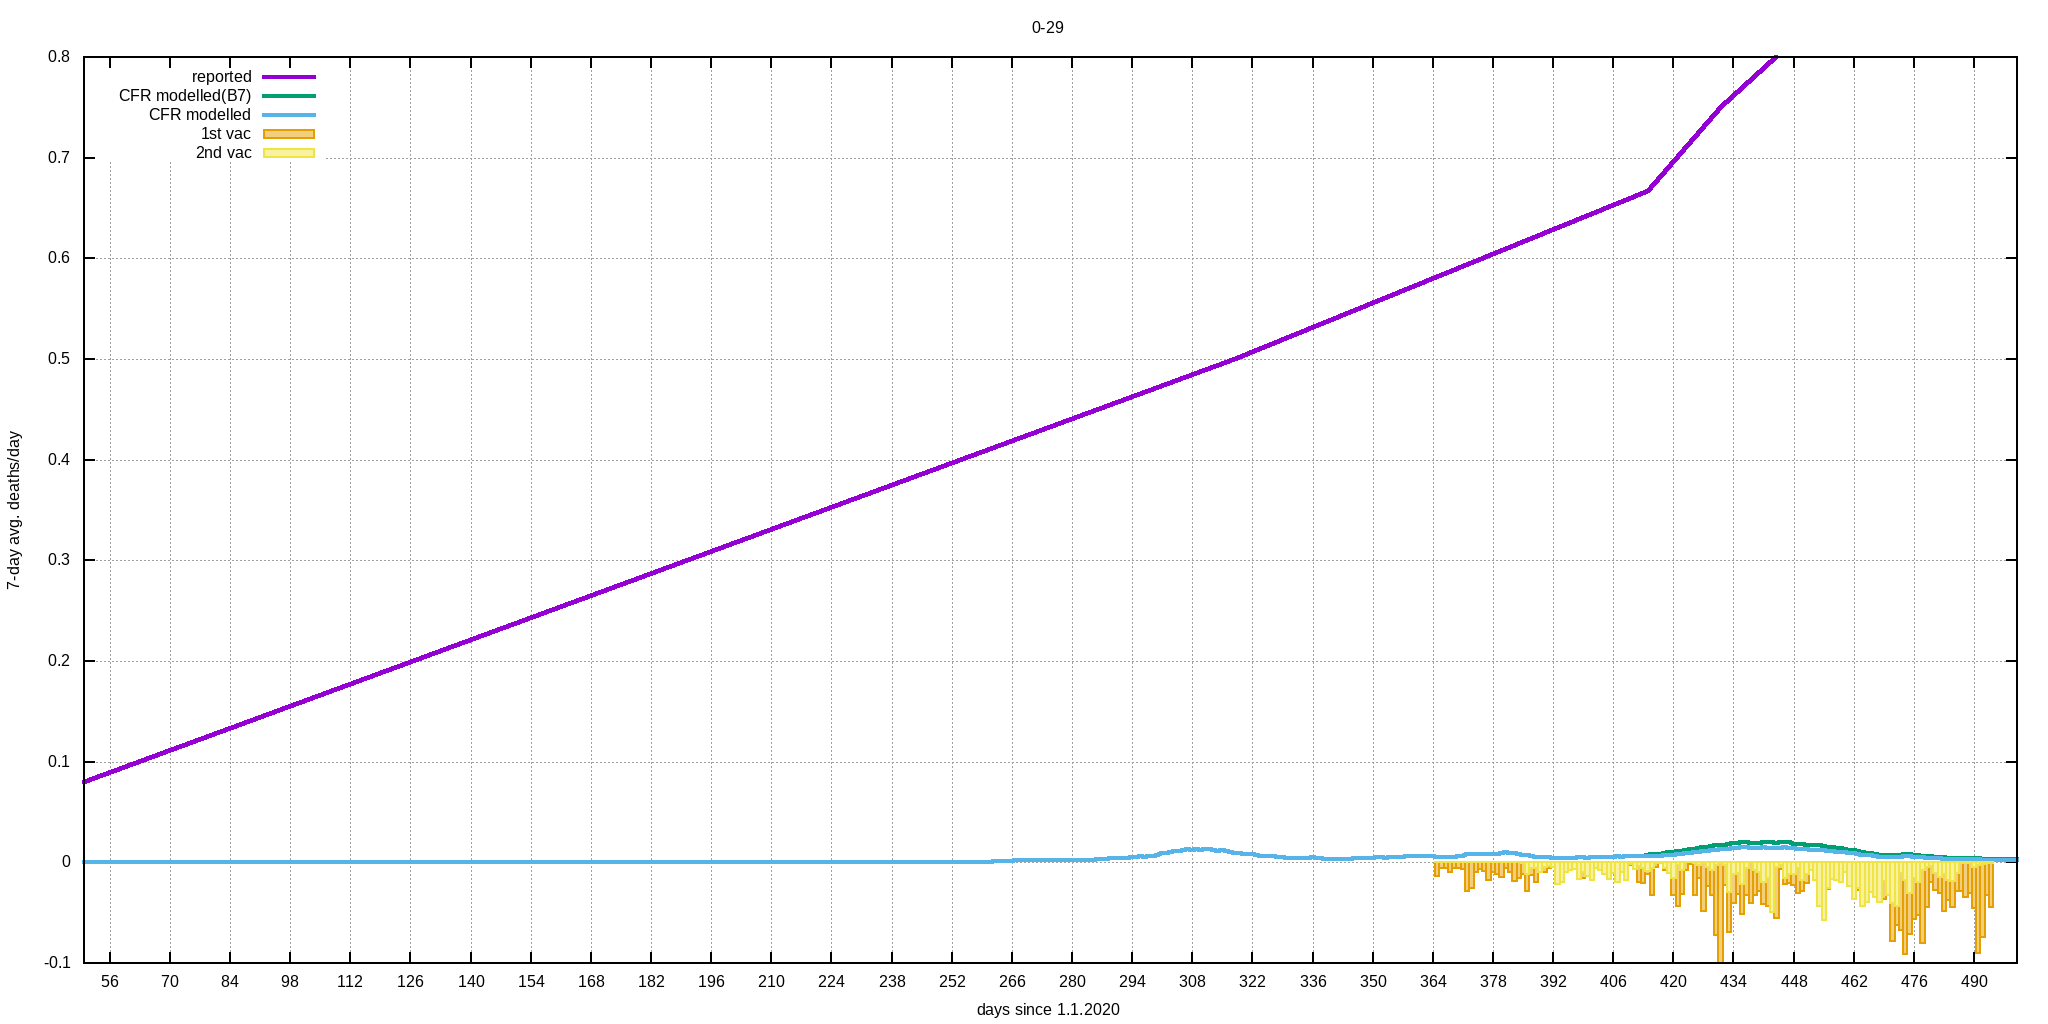 0-29
reported
CFR modelled(B7)
CFR modelled
1st vac
2nd vac
7-day avg. deaths/day
0.8
0.7
0.6
0.5
0.4
0.3
0.2
0.1
0
-0.1
56 70 84 98 112 126 140 154 168 182 196 210 224 238 252 266 280 294 308 322 336 350 364 378 392 406 420 434 448 462 476 490
days since 1.1.2020